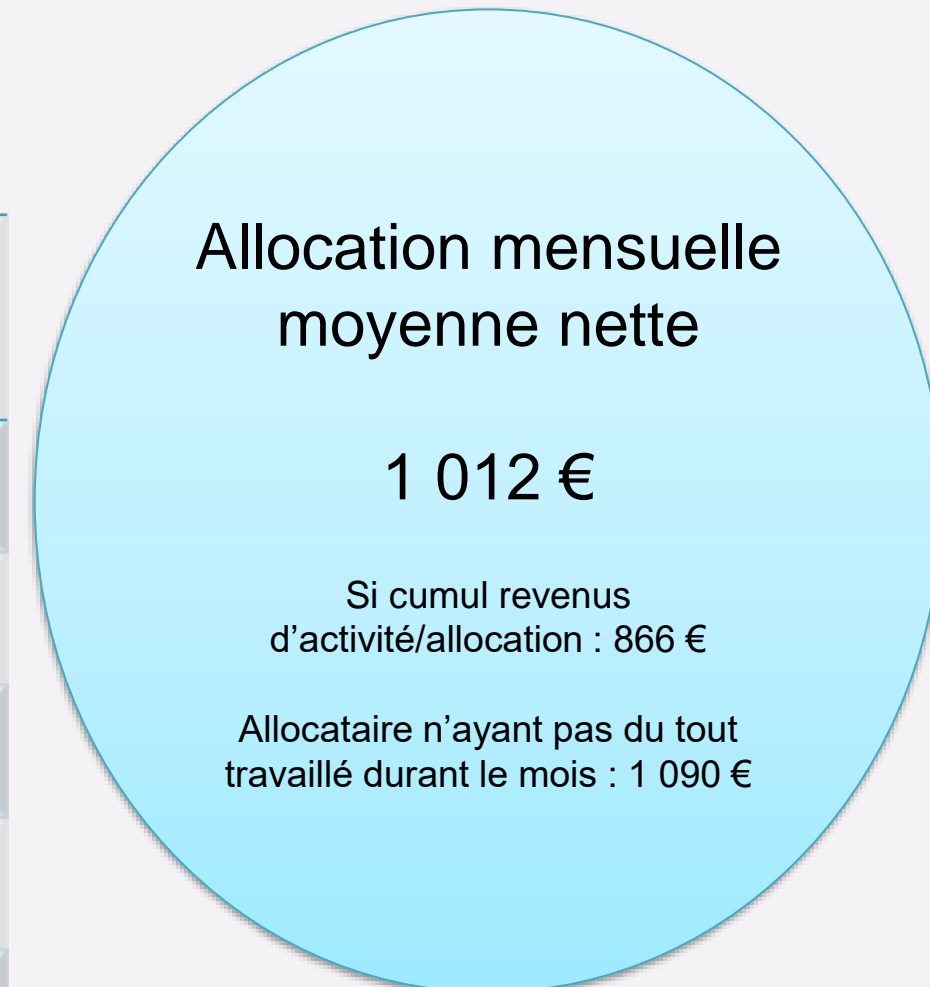 Allocation mensuelle
moyenne nette
1 012 €
Si cumul revenus
d’activité/allocation : 866 €
Allocataire n’ayant pas du tout
travaillé durant le mois : 1 090 €